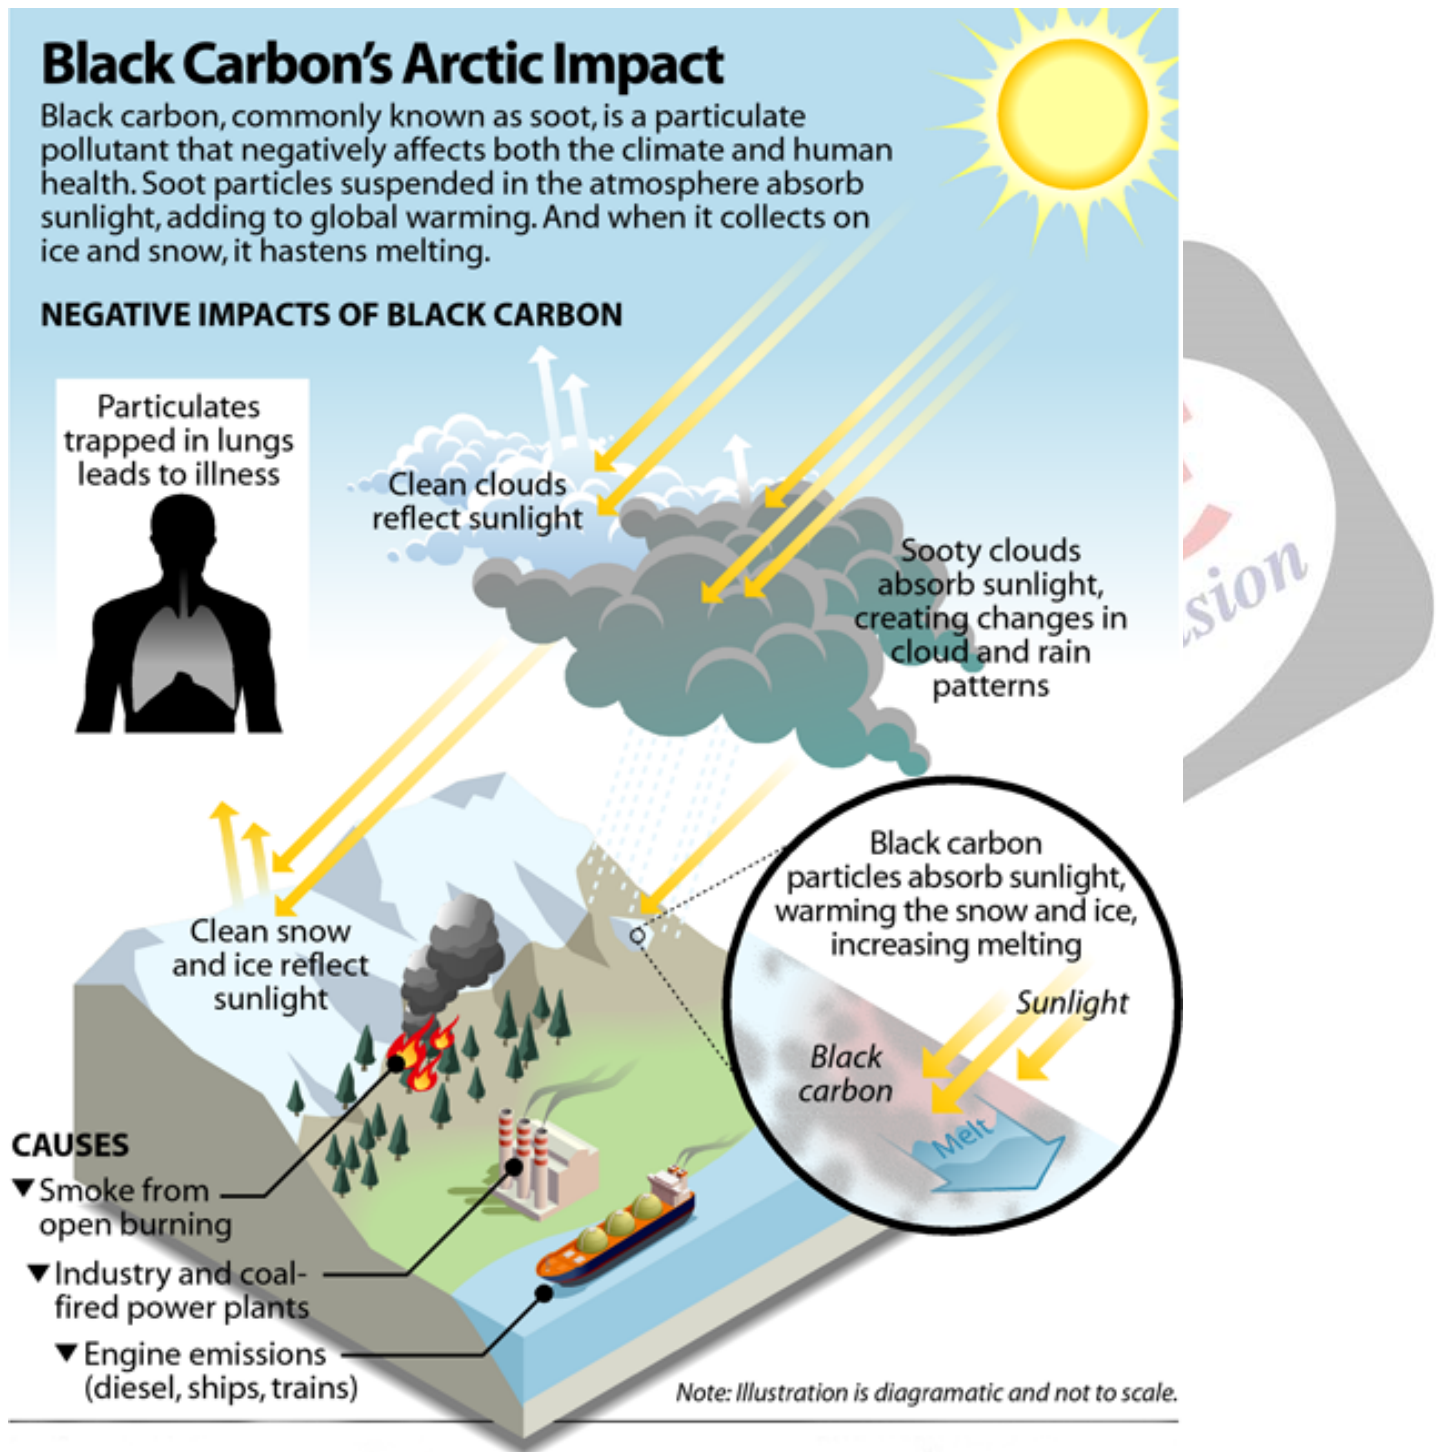 Black Carbon's Arctic Impact
Black carbon, commonly known as soot, is a particulate
pollutant that negatively affects both the climate and human
health. Soot particles suspended in the atmosphere absorb
sunlight, adding to global warming. And when it collects on
ice and snow, it hastens melting.
NEGATIVE IMPACTS OF BLACK CARBON
Particulates
trapped in lungs
leads to illness
Clean clouds
reflect sunlight
Sooty clouds
absorb sunlight,
creating changes in
cloud and rain
patterns
Clean snow
and ice reflect
sunlight
Black carbon
particles absorb sunlight,
warming the snow and ice,
increasing melting
Sunlight
Black
carbon
Melt
CAUSES
▼Smoke from
open burning
▼Industry and coal-
fired power plants
▼Engine emissions
(diesel, ships, trains)
Note: Illustration is diagramatic and not to scale.